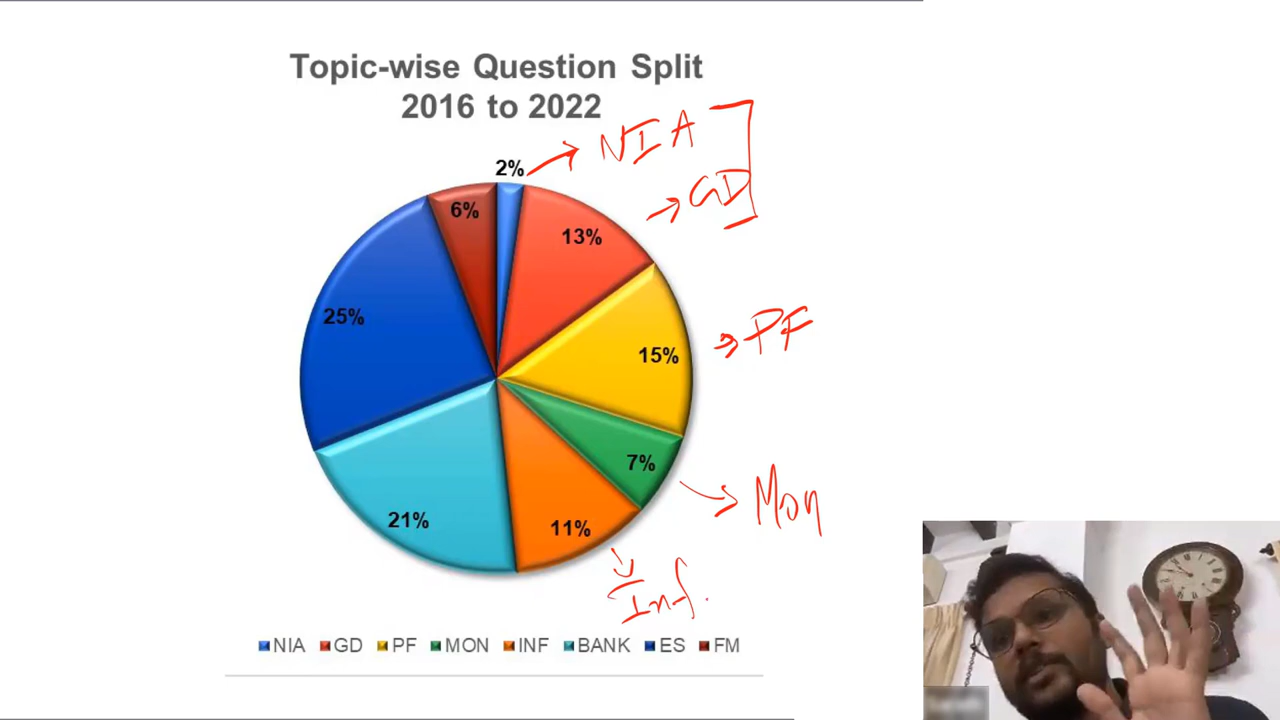 Topic-wise Question Split
2016 to 2022
2%
→ NIA
→ GD
6%
13%
25%
15%
→ PF
7%
21%
11%
→ Mon
Inf.
NIA GD PF MON INF BANK ES FM